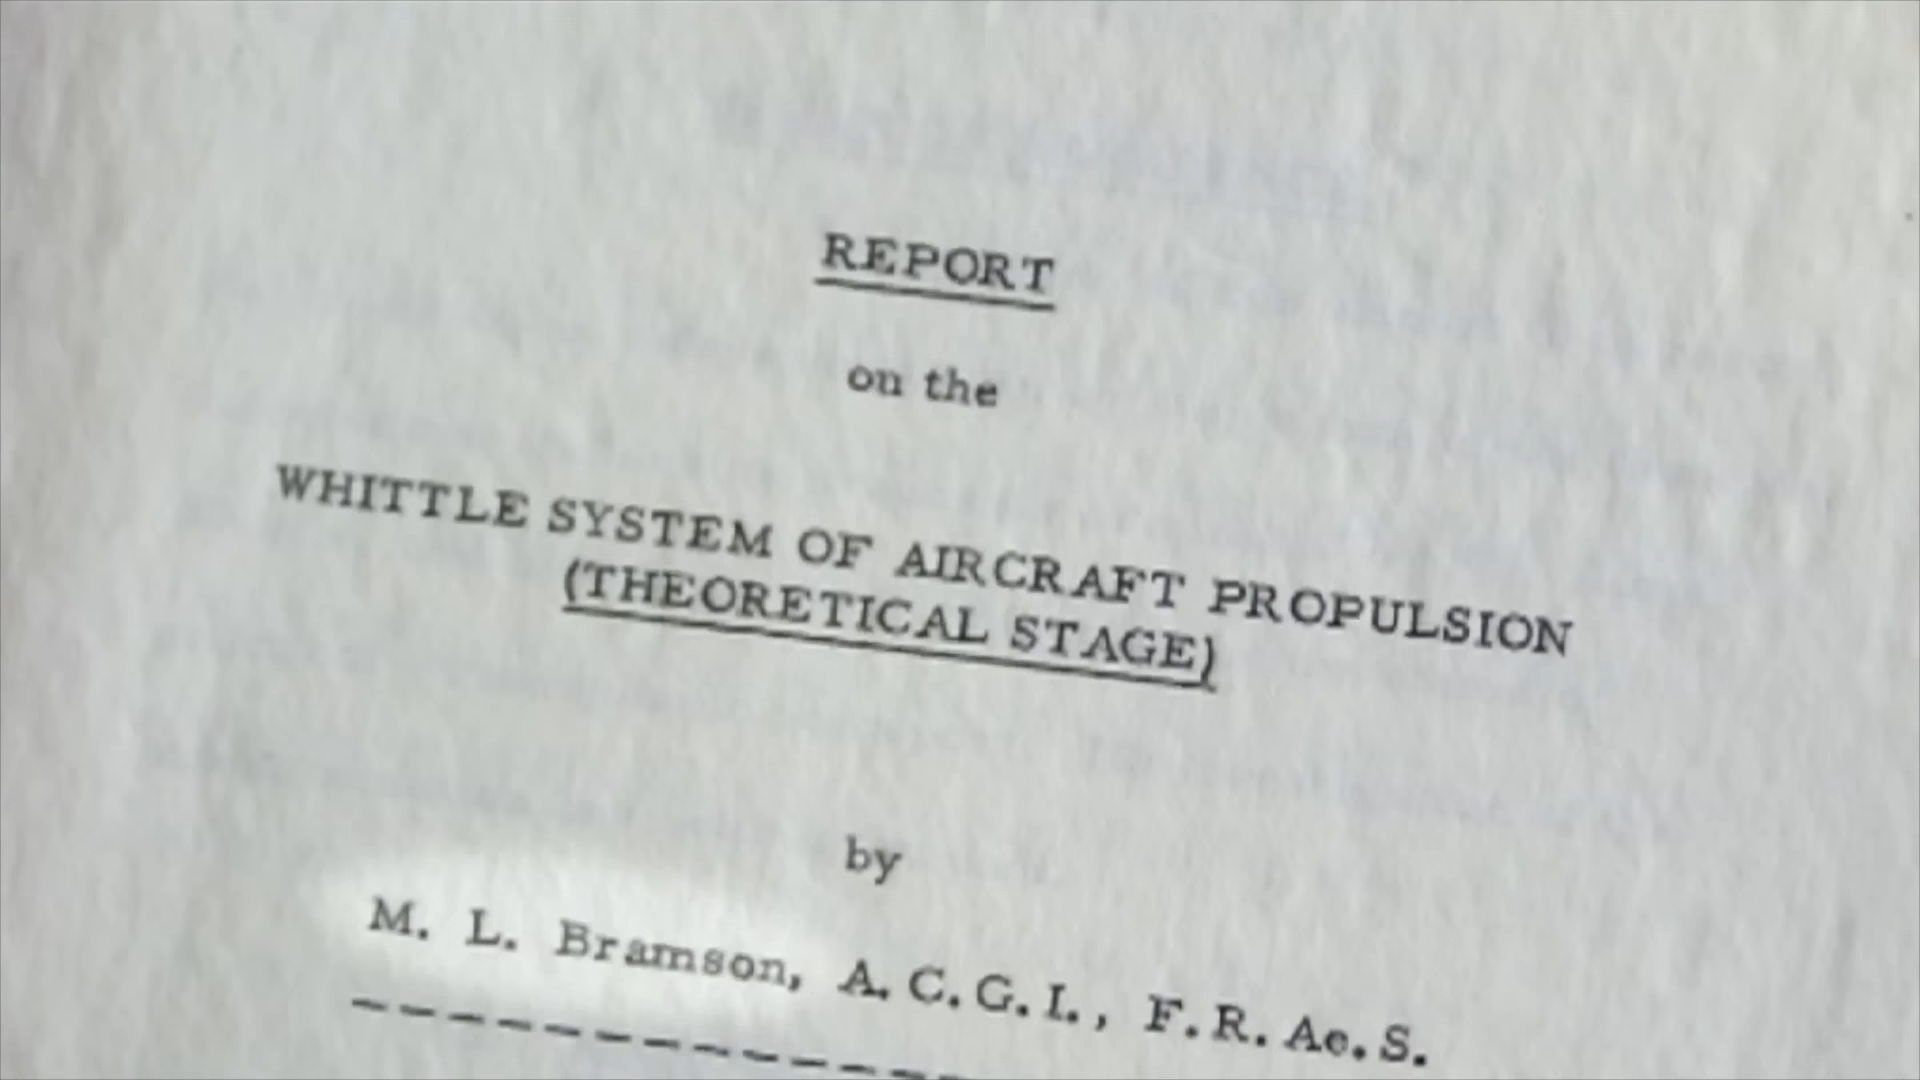 REPORT
on the
WHITTLE SYSTEM OF AIRCRAFT PROPULSION
(THEORETICAL STAGE)
by
M. L. Bramson, A. C. G. I., F. R. Ae. S.